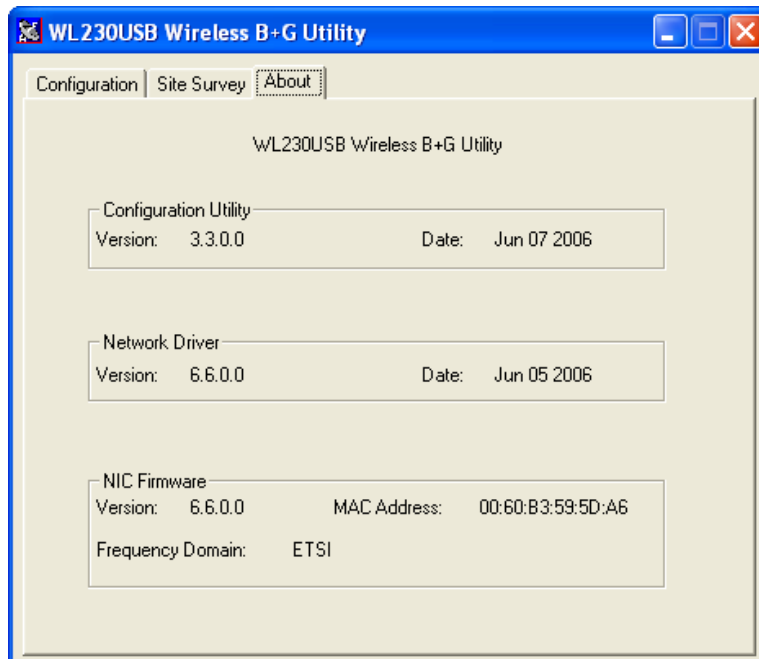 WL230USB Wireless B+G Utility
Configuration Site Survey About
WL230USB Wireless B+G Utility
Configuration Utility
Version: 3.3.0.0 Date: Jun 07 2006
Network Driver
Version: 6.6.0.0 Date: Jun 05 2006
NIC Firmware
Version: 6.6.0.0 MAC Address: 00:60:B3:59:5D:A6
Frequency Domain: ETSI